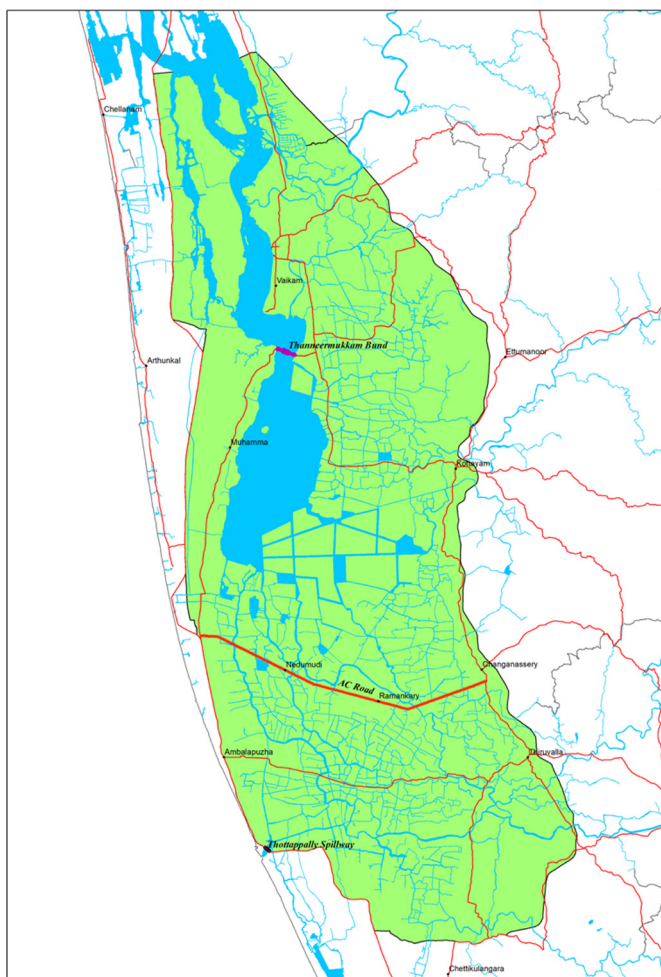 Chellanam
Vaikam
Thanneermukkam Bund
Ettumanoor
Arthunkal
Muhamma
Kottayam
Nedumudi
Changanassery
AC Road
Ramankary
Ambalapuzha
Thiruvalla
Thottappally Spillway
Chettikulangara